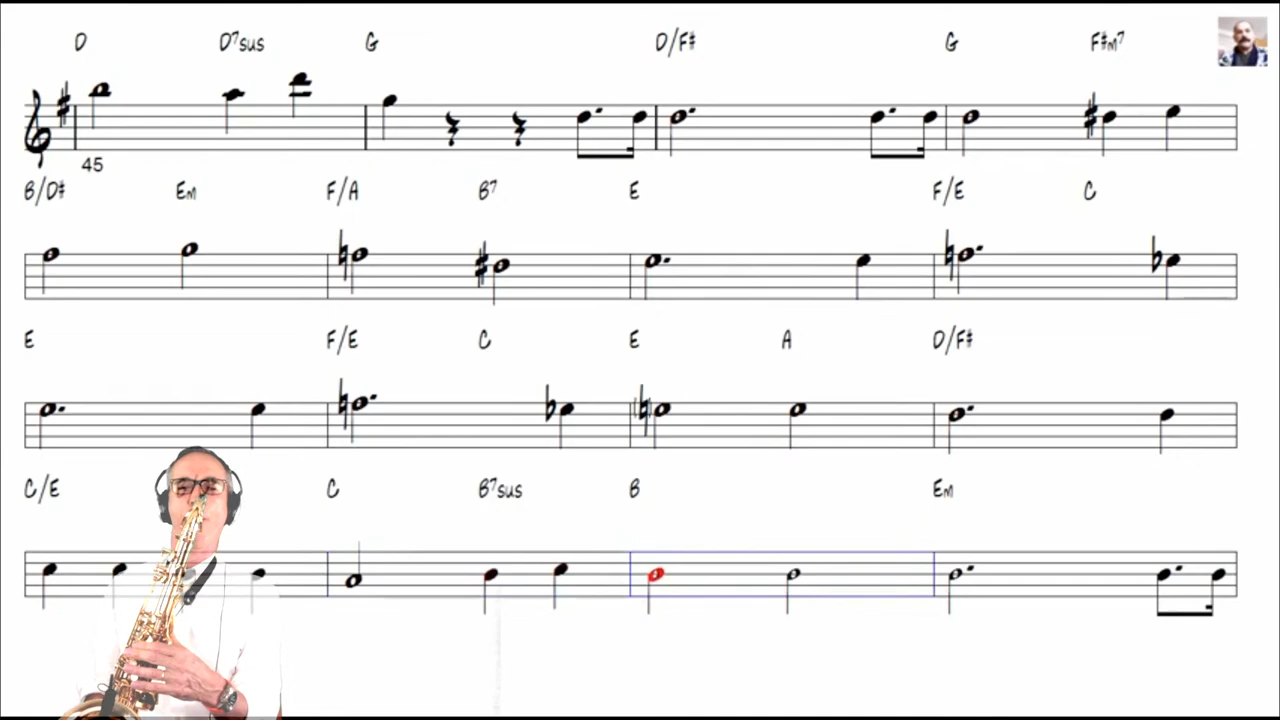 D D7sus G D/F# G F#m7
45
B/D# Em F/A B7 E F/E C
E F/E C E A D/F#
C/E C B7sus B Em